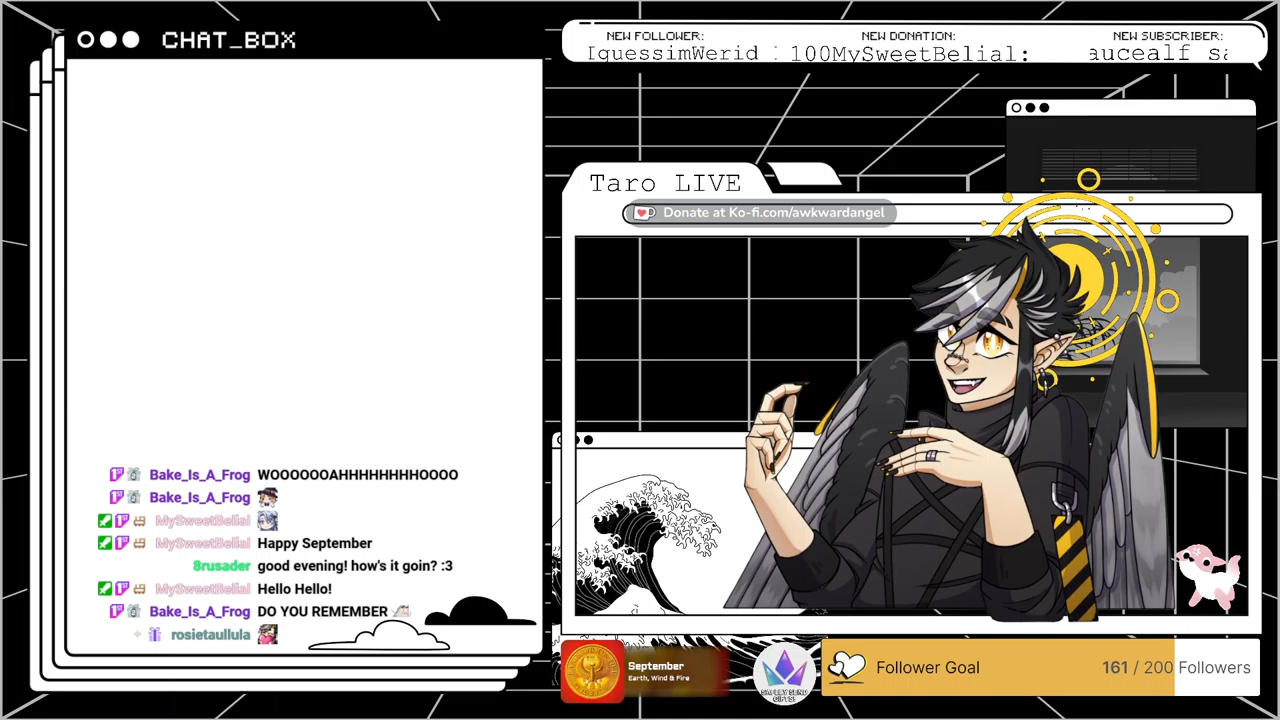 CHAT_BOX
NEW FOLLOWER:
NEW DONATION:
NEW SUBSCRIBER:
IguessimWerid
100MySweetBelial:
aucealf sa
Taro LIVE
Donate at Ko-fi.com/awkwardangel
Bake_Is_A_Frog WOOOOOOAHHHHHHHHOOOO
Bake_Is_A_Frog
MySweetBelial
MySweetBelial Happy September
8rusader good evening! how's it goin? :3
MySweetBelial Hello Hello!
Bake_Is_A_Frog DO YOU REMEMBER
rosietaullula
September
Earth, Wind & Fire
GIFTS!
Follower Goal
161 / 200 Followers